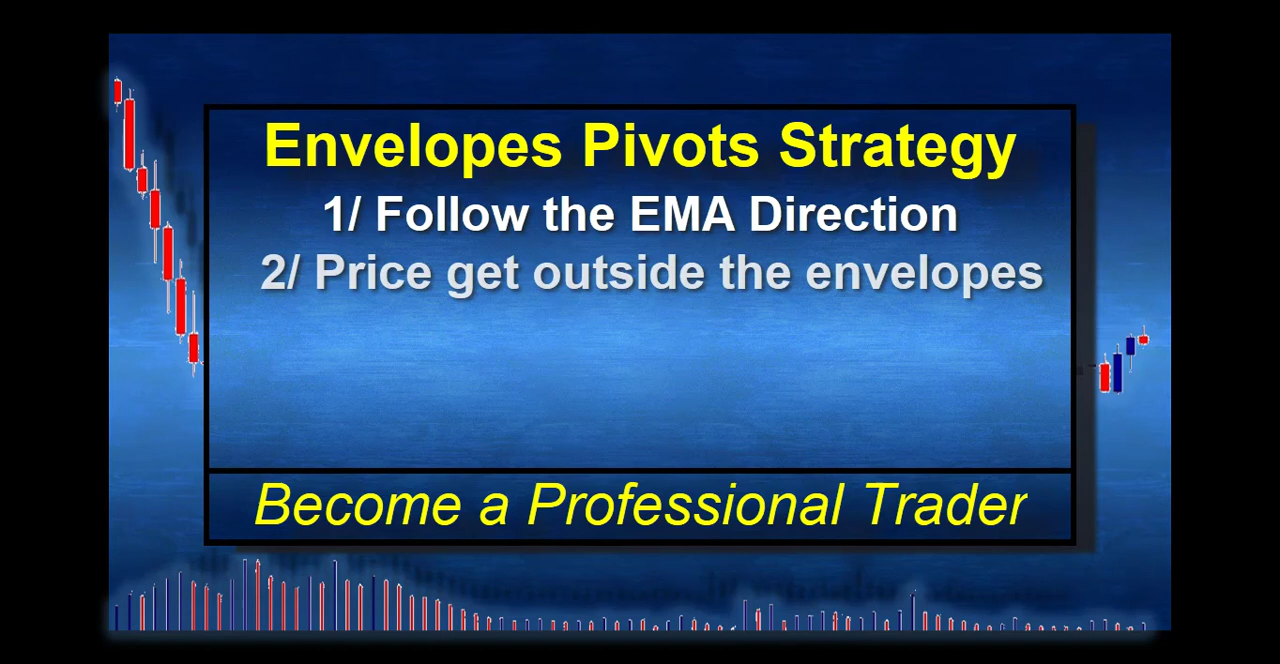 Envelopes Pivots Strategy
1/ Follow the EMA Direction
2/ Price get outside the envelopes
Become a Professional Trader